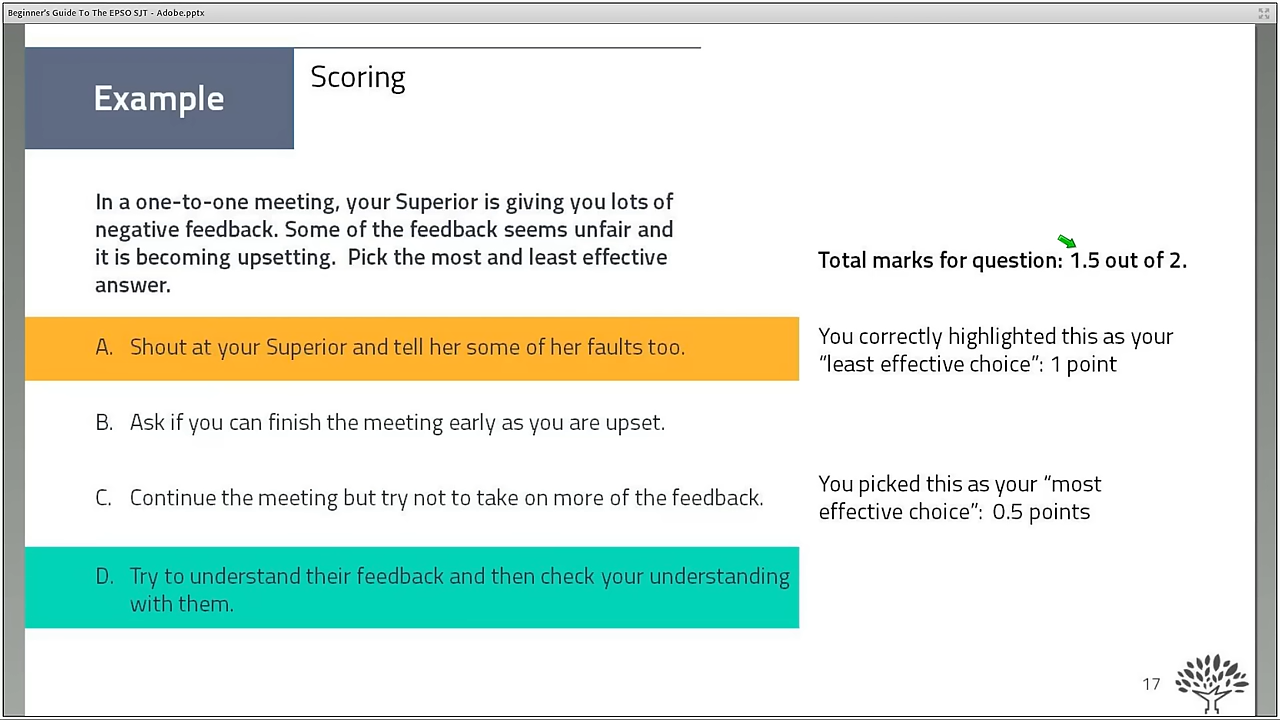 Beginner's Guide To The EPSO SJT - Adobe.pptx
Example
Scoring
In a one-to-one meeting, your Superior is giving you lots of
negative feedback. Some of the feedback seems unfair and
it is becoming upsetting.  Pick the most and least effective
answer.
Total marks for question: 1.5 out of 2.
A. Shout at your Superior and tell her some of her faults too.
You correctly highlighted this as your
“least effective choice”: 1 point
B. Ask if you can finish the meeting early as you are upset.
C. Continue the meeting but try not to take on more of the feedback.
You picked this as your “most
effective choice”:  0.5 points
D. Try to understand their feedback and then check your understanding
with them.
17